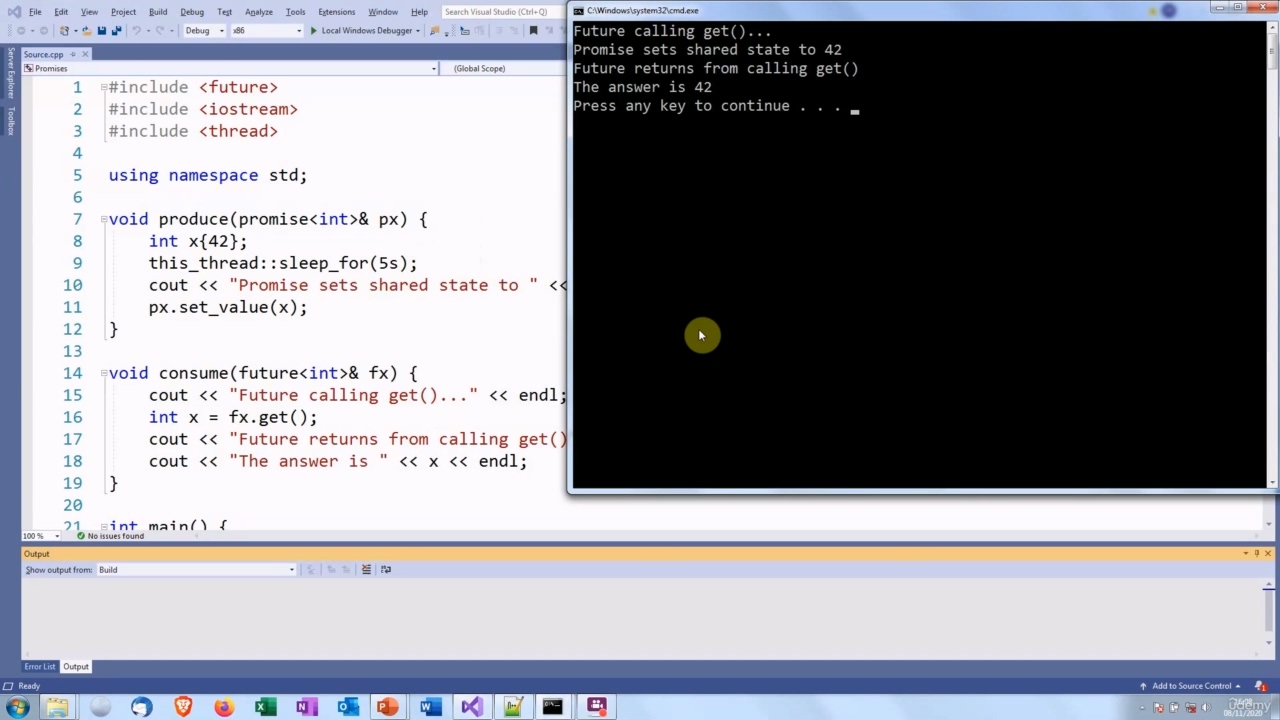 File Edit View Project Build Debug Team Test Analyze Tools Extensions Window Help Search Visual Studio (Ctrl+Q)
Debug x86 Local Windows Debugger
Source.cpp
Promises (Global Scope)
Server Explorer
Toolbox
1 #include <future>
2 #include <iostream>
3 #include <thread>
4
5 using namespace std;
6
7 void produce(promise<int>& px) {
8 int x{42};
9 this_thread::sleep_for(5s);
10 cout << "Promise sets shared state to " <<
11 px.set_value(x);
12 }
13
14 void consume(future<int>& fx) {
15 cout << "Future calling get()..." << endl;
16 int x = fx.get();
17 cout << "Future returns from calling get()
18 cout << "The answer is " << x << endl;
19 }
20
21 int main() {
100 % No issues found
C:\Windows\system32\cmd.exe
Future calling get()...
Promise sets shared state to 42
Future returns from calling get()
The answer is 42
Press any key to continue . . .
Output
Show output from: Build
Error List Output
Ready Add to Source Control 1
08/11/2020
Udemy